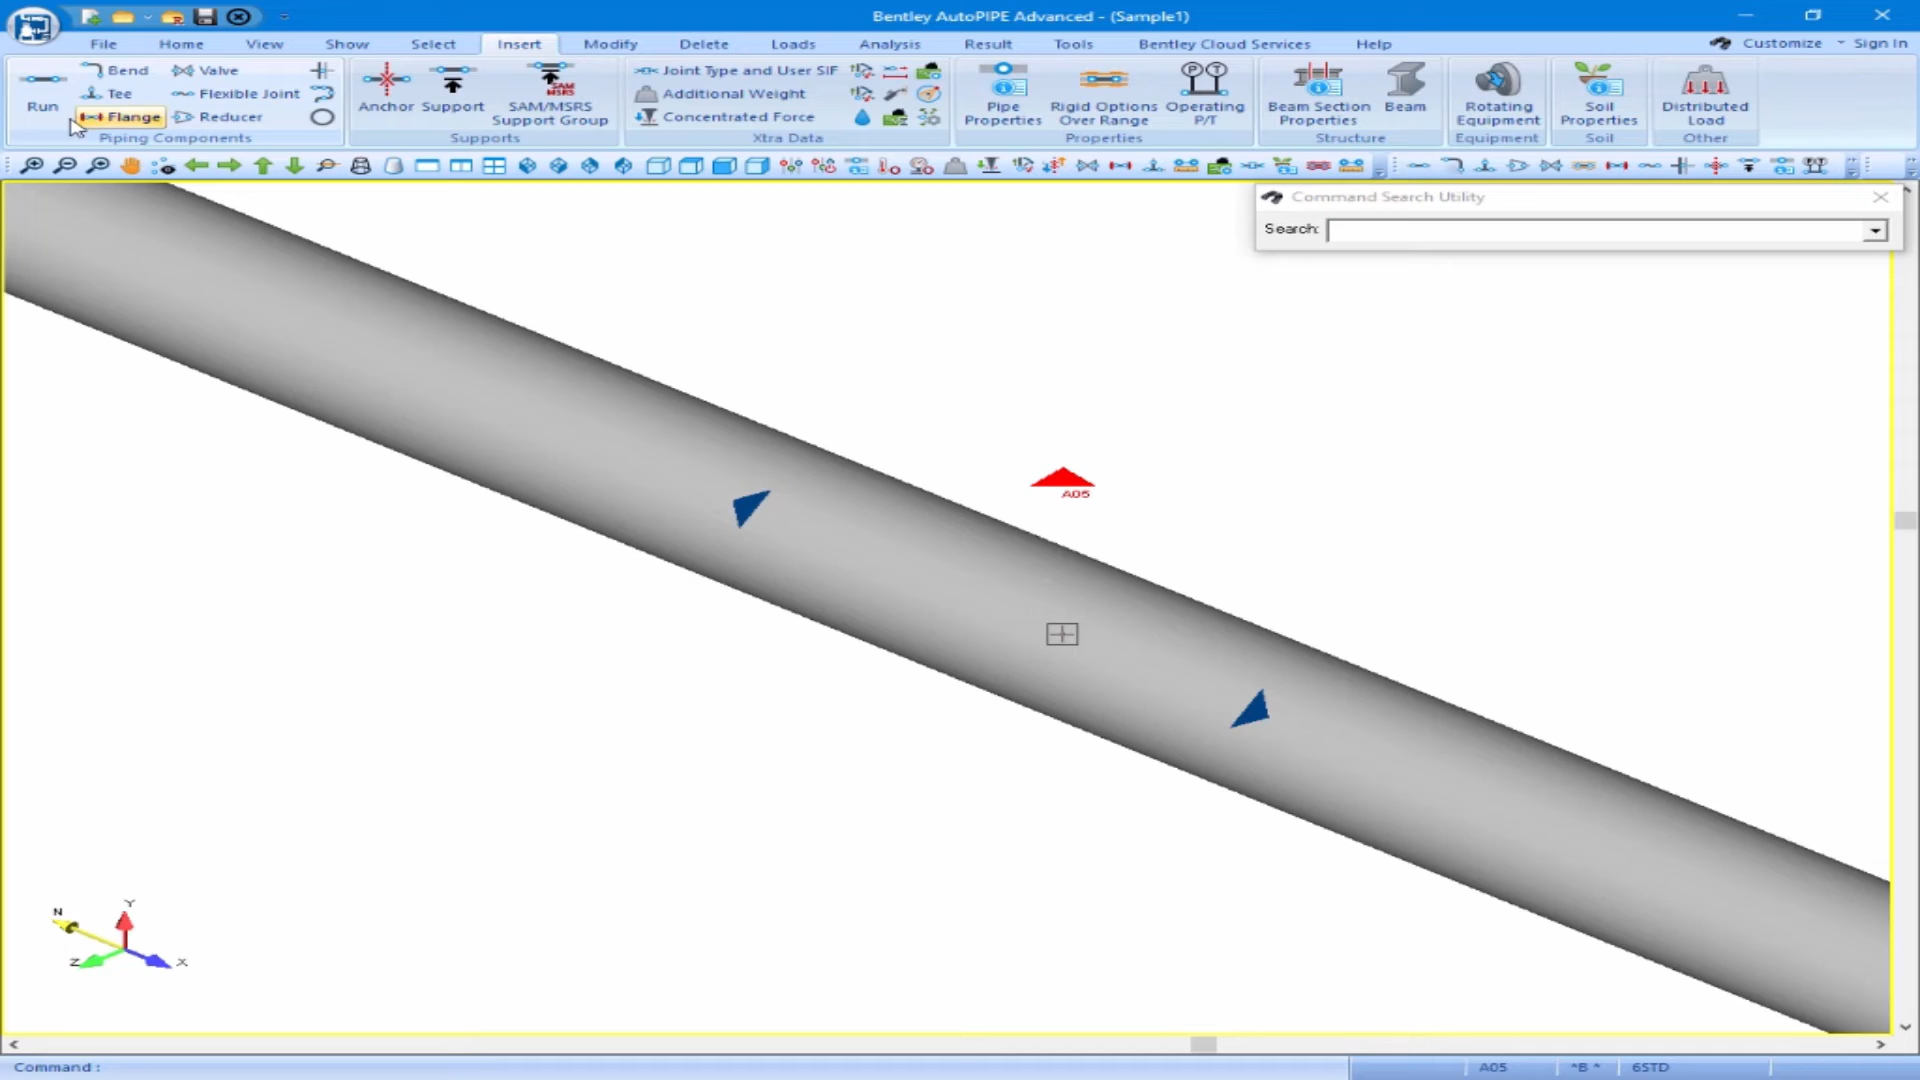 Bentley AutoPIPE Advanced - (Sample1)
File Home View Show Select Insert Modify Delete Loads Analysis Result Tools Bentley Cloud Services Help Customize Sign In
Run
Bend
Tee
Flange
Valve
Flexible Joint
Reducer
Piping Components
Anchor
Support
SAM
SAM/MSRS
Support Group
Supports
Joint Type and User SIF
Additional Weight
Concentrated Force
Xtra Data
Pipe
Properties
Rigid Options
Over Range
P T
Operating
P/T
Properties
Beam Section
Properties
Beam
Structure
Rotating
Equipment
Equipment
Soil
Properties
Soil
Distributed
Load
Other
Command Search Utility
Search:
A05
N
Y
Z
X
Command :
A05 *B * 6STD